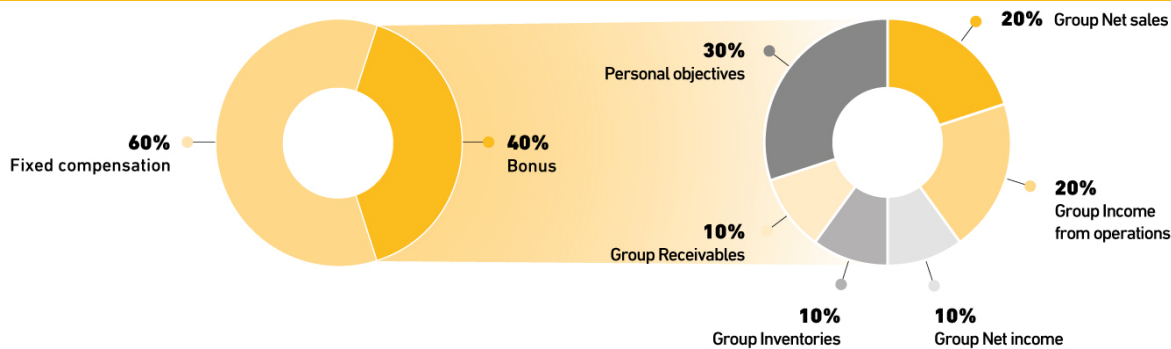 60%
Fixed compensation
40%
Bonus
30%
Personal objectives
20% Group Net sales
20%
Group Income
from operations
10%
Group Receivables
10%
Group Inventories
10%
Group Net income